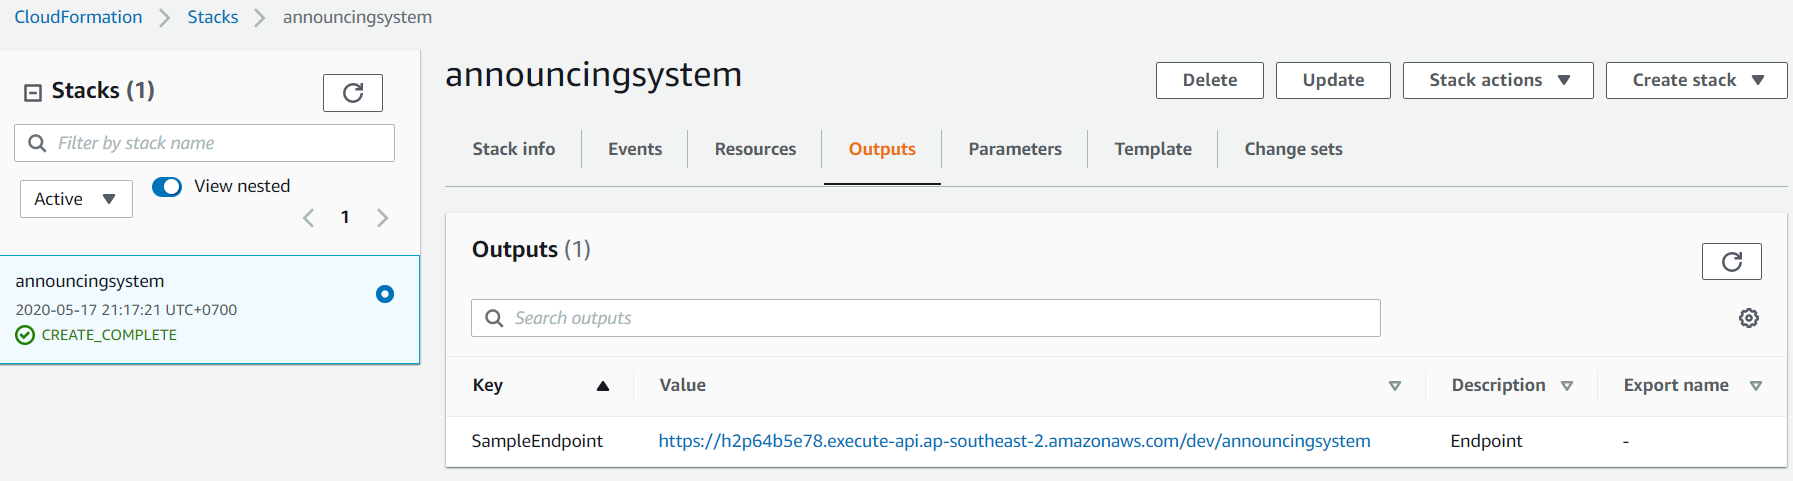 CloudFormation Stacks announcingsystem
Stacks (1)
Filter by stack name
Active
View nested
1
announcingsystem
2020-05-17 21:17:21 UTC+0700
CREATE_COMPLETE
announcingsystem
Delete Update Stack actions Create stack
Stack info Events Resources Outputs Parameters Template Change sets
Outputs (1)
Search outputs
Key Value Description Export name
SampleEndpoint https://h2p64b5e78.execute-api.ap-southeast-2.amazonaws.com/dev/announcingsystem Endpoint -